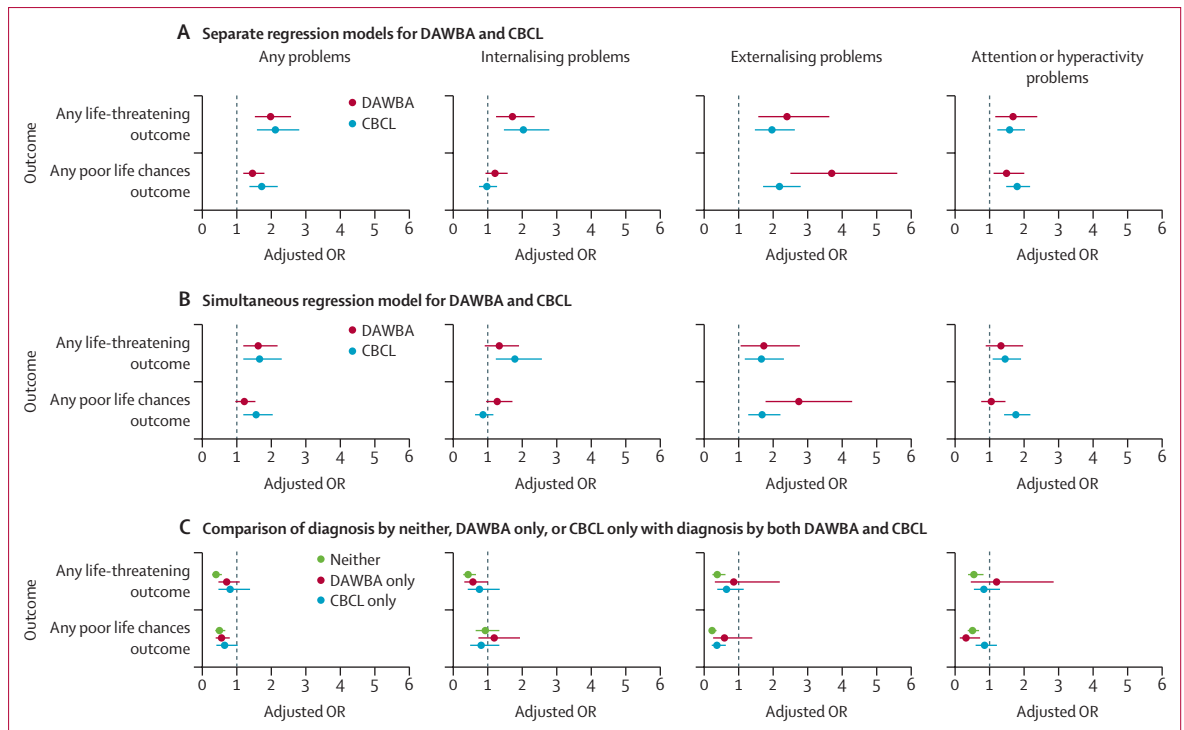 A Separate regression models for DAWBA and CBCL
Any problems
Internalising problems
Externalising problems
Attention or hyperactivity
problems
Outcome
Any life-threatening
outcome
Any poor life chances
outcome
DAWBA
CBCL
0 1 2 3 4 5 6
Adjusted OR
0 1 2 3 4 5 6
Adjusted OR
0 1 2 3 4 5 6
Adjusted OR
0 1 2 3 4 5 6
Adjusted OR
B Simultaneous regression model for DAWBA and CBCL
Outcome
Any life-threatening
outcome
Any poor life chances
outcome
DAWBA
CBCL
0 1 2 3 4 5 6
Adjusted OR
0 1 2 3 4 5 6
Adjusted OR
0 1 2 3 4 5 6
Adjusted OR
0 1 2 3 4 5 6
Adjusted OR
C Comparison of diagnosis by neither, DAWBA only, or CBCL only with diagnosis by both DAWBA and CBCL
Outcome
Any life-threatening
outcome
Any poor life chances
outcome
Neither
DAWBA only
CBCL only
0 1 2 3 4 5 6
Adjusted OR
0 1 2 3 4 5 6
Adjusted OR
0 1 2 3 4 5 6
Adjusted OR
0 1 2 3 4 5 6
Adjusted OR